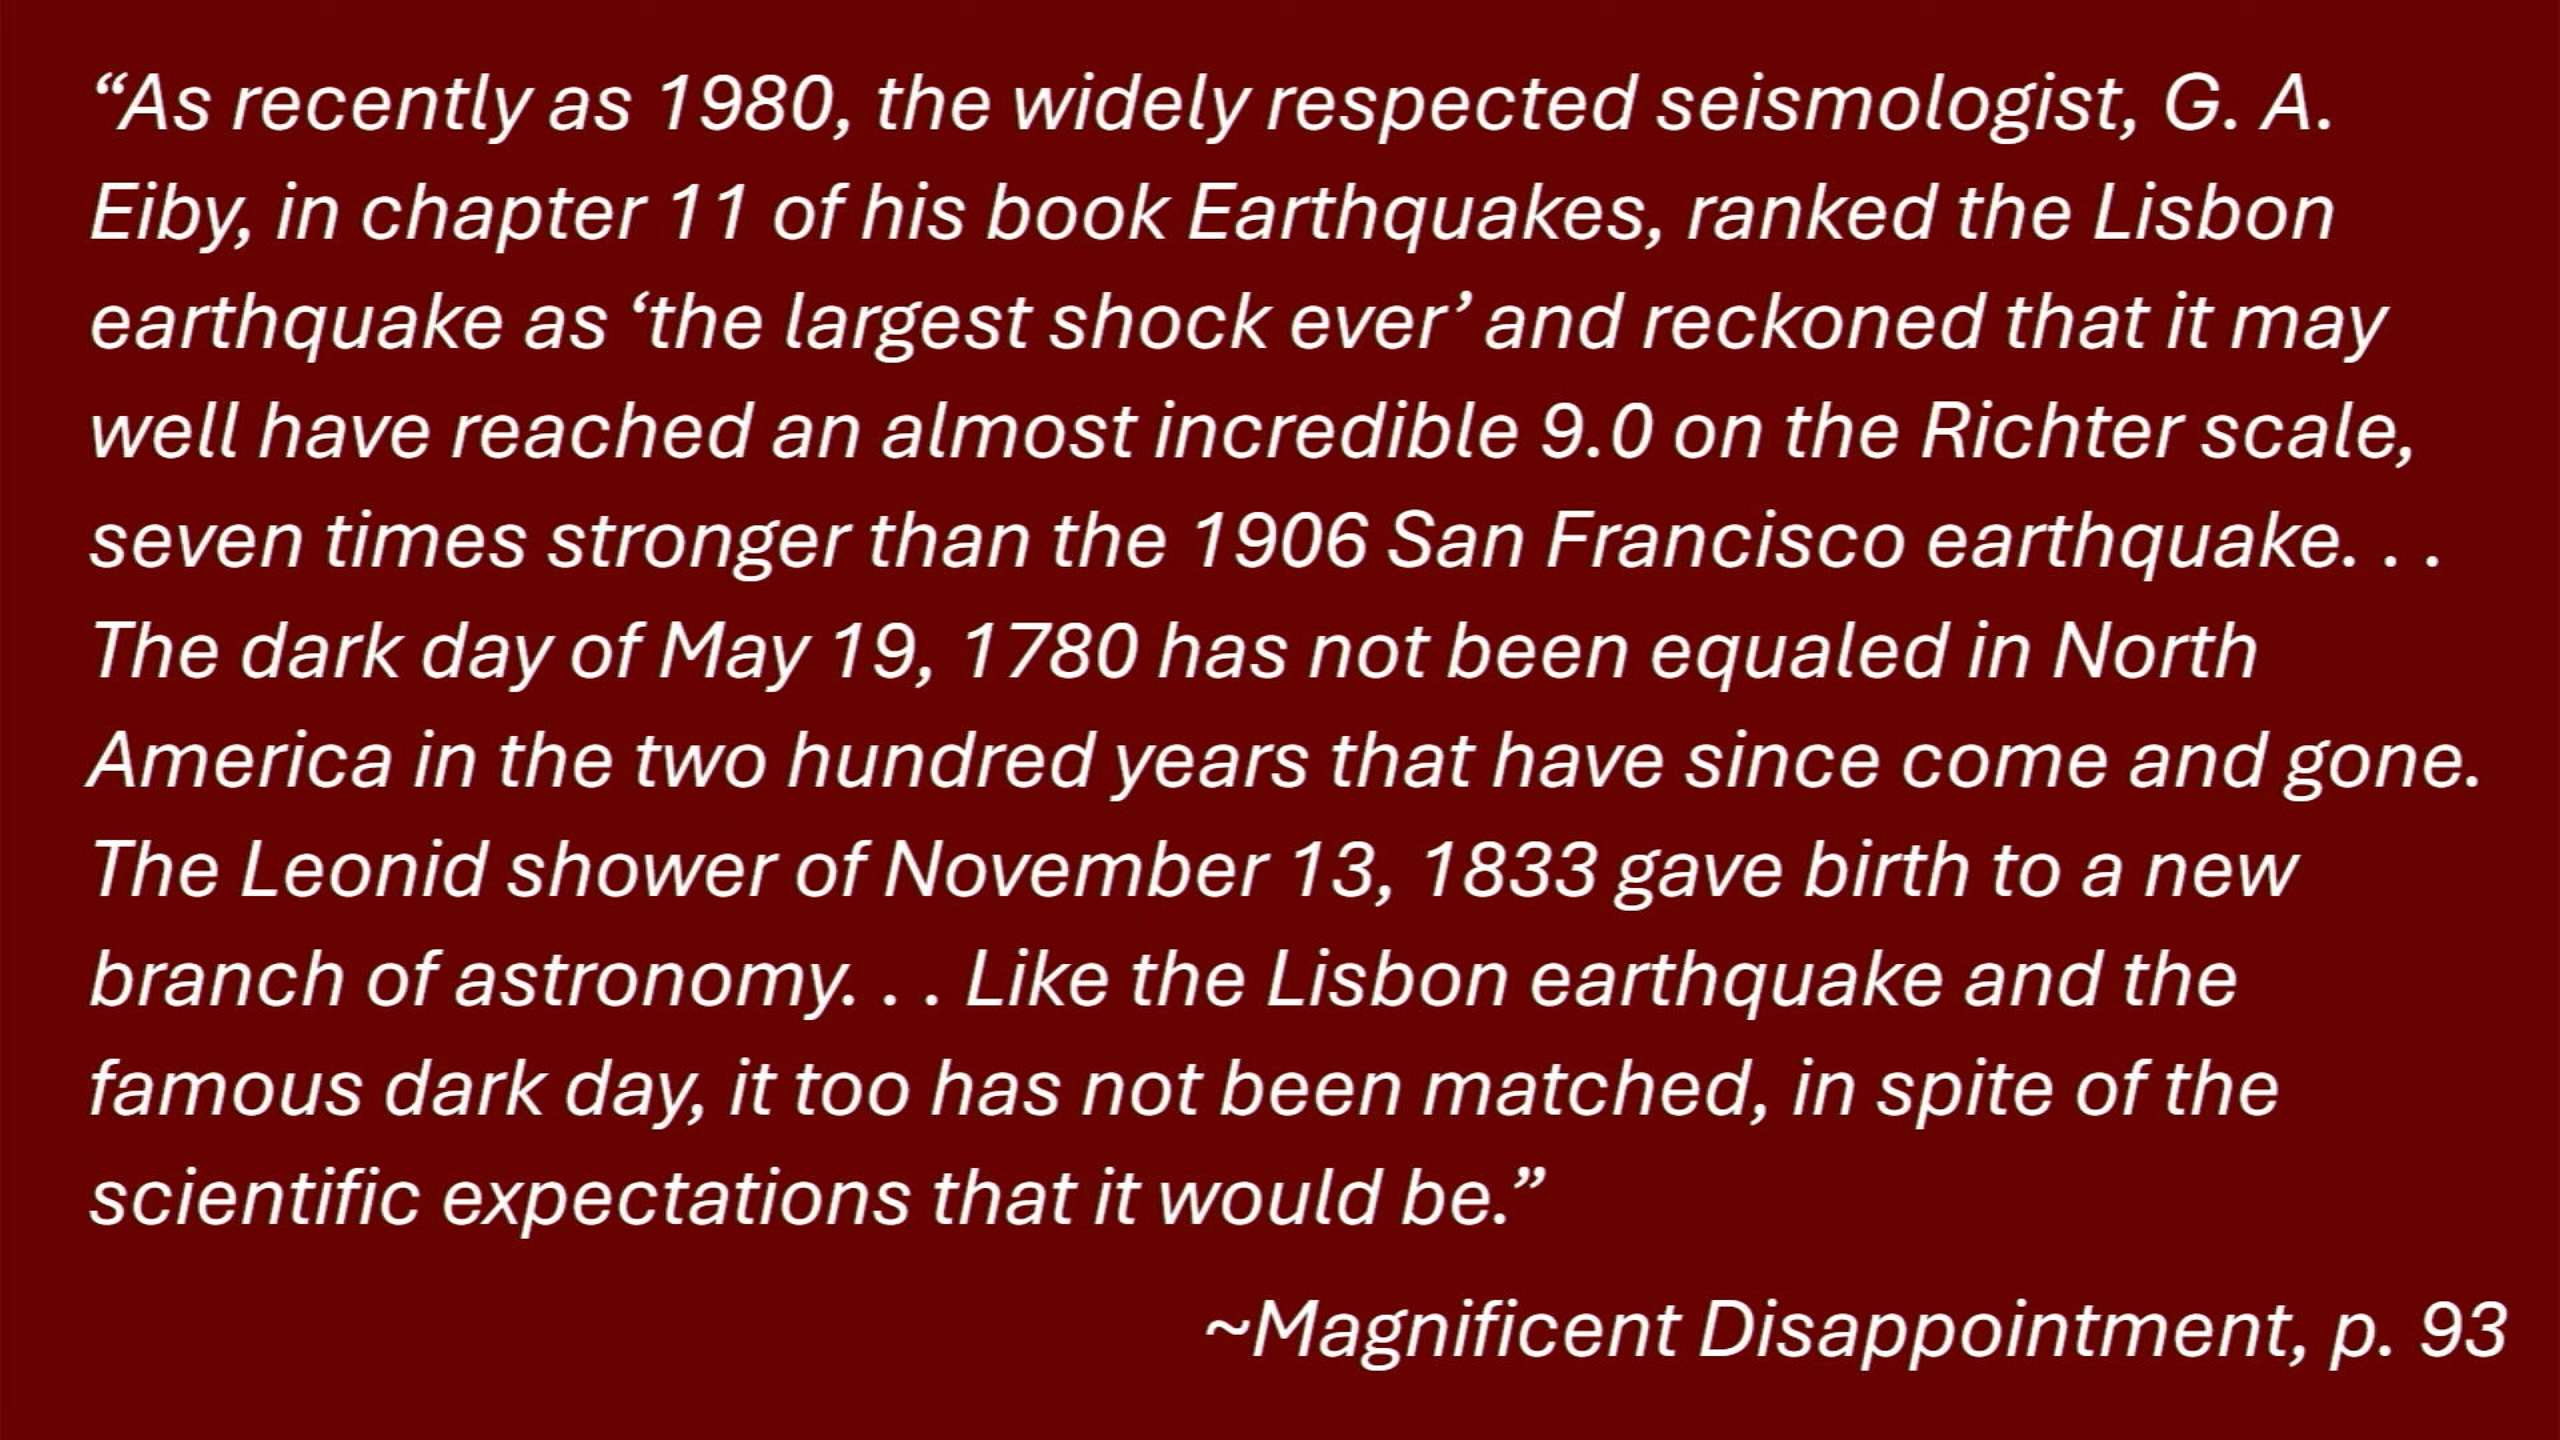 “As recently as 1980, the widely respected seismologist, G. A.
Eiby, in chapter 11 of his book Earthquakes, ranked the Lisbon
earthquake as ‘the largest shock ever’ and reckoned that it may
well have reached an almost incredible 9.0 on the Richter scale,
seven times stronger than the 1906 San Francisco earthquake. . .
The dark day of May 19, 1780 has not been equaled in North
America in the two hundred years that have since come and gone.
The Leonid shower of November 13, 1833 gave birth to a new
branch of astronomy. . . Like the Lisbon earthquake and the
famous dark day, it too has not been matched, in spite of the
scientific expectations that it would be.”
~Magnificent Disappointment, p. 93